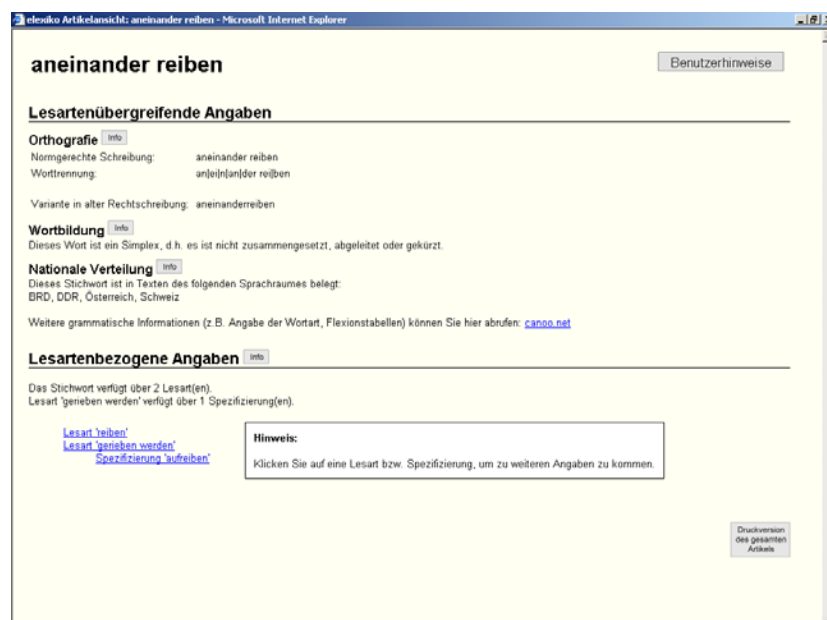 elexiko Artikelansicht: aneinander reiben - Microsoft Internet Explorer
aneinander reiben
Benutzerhinweise
Lesartenübergreifende Angaben
Orthografie Info
Normgerechte Schreibung: aneinander reiben
Worttrennung: an|ei|n|an|der rei|ben
Variante in alter Rechtschreibung: aneinanderreiben
Wortbildung Info
Dieses Wort ist ein Simplex, d.h. es ist nicht zusammengesetzt, abgeleitet oder gekürzt.
Nationale Verteilung Info
Dieses Stichwort ist in Texten des folgenden Sprachraumes belegt:
BRD, DDR, Österreich, Schweiz
Weitere grammatische Informationen (z.B. Angabe der Wortart, Flexionstabellen) können Sie hier abrufen: canoo.net
Lesartenbezogene Angaben Info
Das Stichwort verfügt über 2 Lesart(en).
Lesart 'gerieben werden' verfügt über 1 Spezifizierung(en).
Lesart 'reiben'
Lesart 'gerieben werden'
Spezifizierung 'aufreiben'
Hinweis:
Klicken Sie auf eine Lesart bzw. Spezifizierung, um zu weiteren Angaben zu kommen.
Druckversion
des gesamten
Artikels